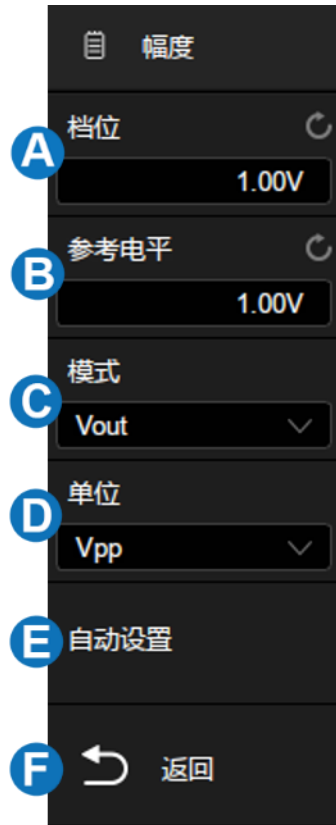 幅度
A 档位
1.00V
B 参考电平
1.00V
C 模式
Vout
D 单位
Vpp
E 自动设置
F 返回